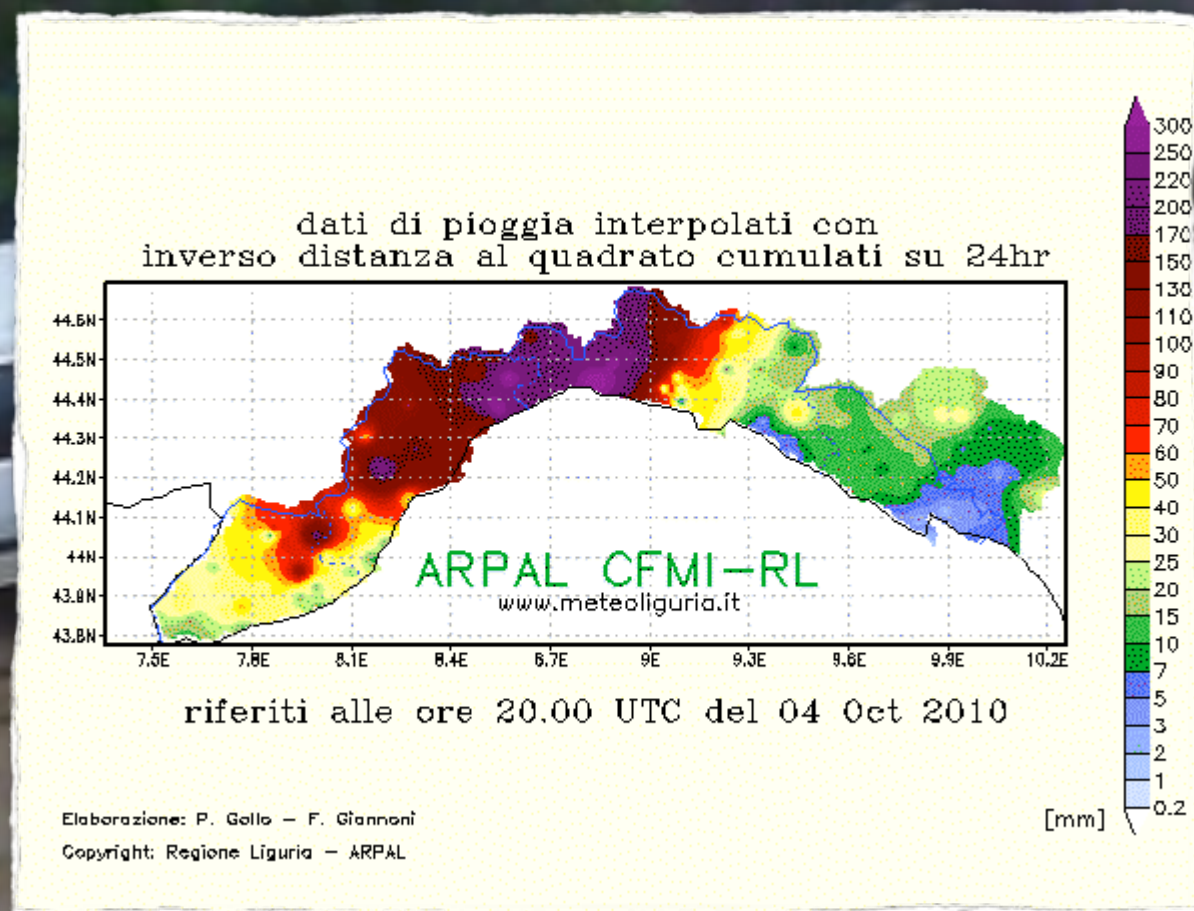 dati di pioggia interpolati con
inverso distanza al quadrato cumulati su 24hr
44.6N
44.5N
44.4N
44.3N
44.2N
44.1N
44N
43.9N
43.8N
7.5E 7.8E 8.1E 8.4E 8.7E 9E 9.3E 9.6E 9.9E 10.2E
ARPAL CFMI-RL
www.meteoliguria.it
riferiti alle ore 20.00 UTC del 04 Oct 2010
Elaborazione: P. Gollo - F. Giannoni
Copyright: Regione Liguria - ARPAL
300
250
220
200
170
150
130
110
100
90
80
70
60
50
40
30
25
20
15
10
7
5
3
2
1
0.2
[mm]